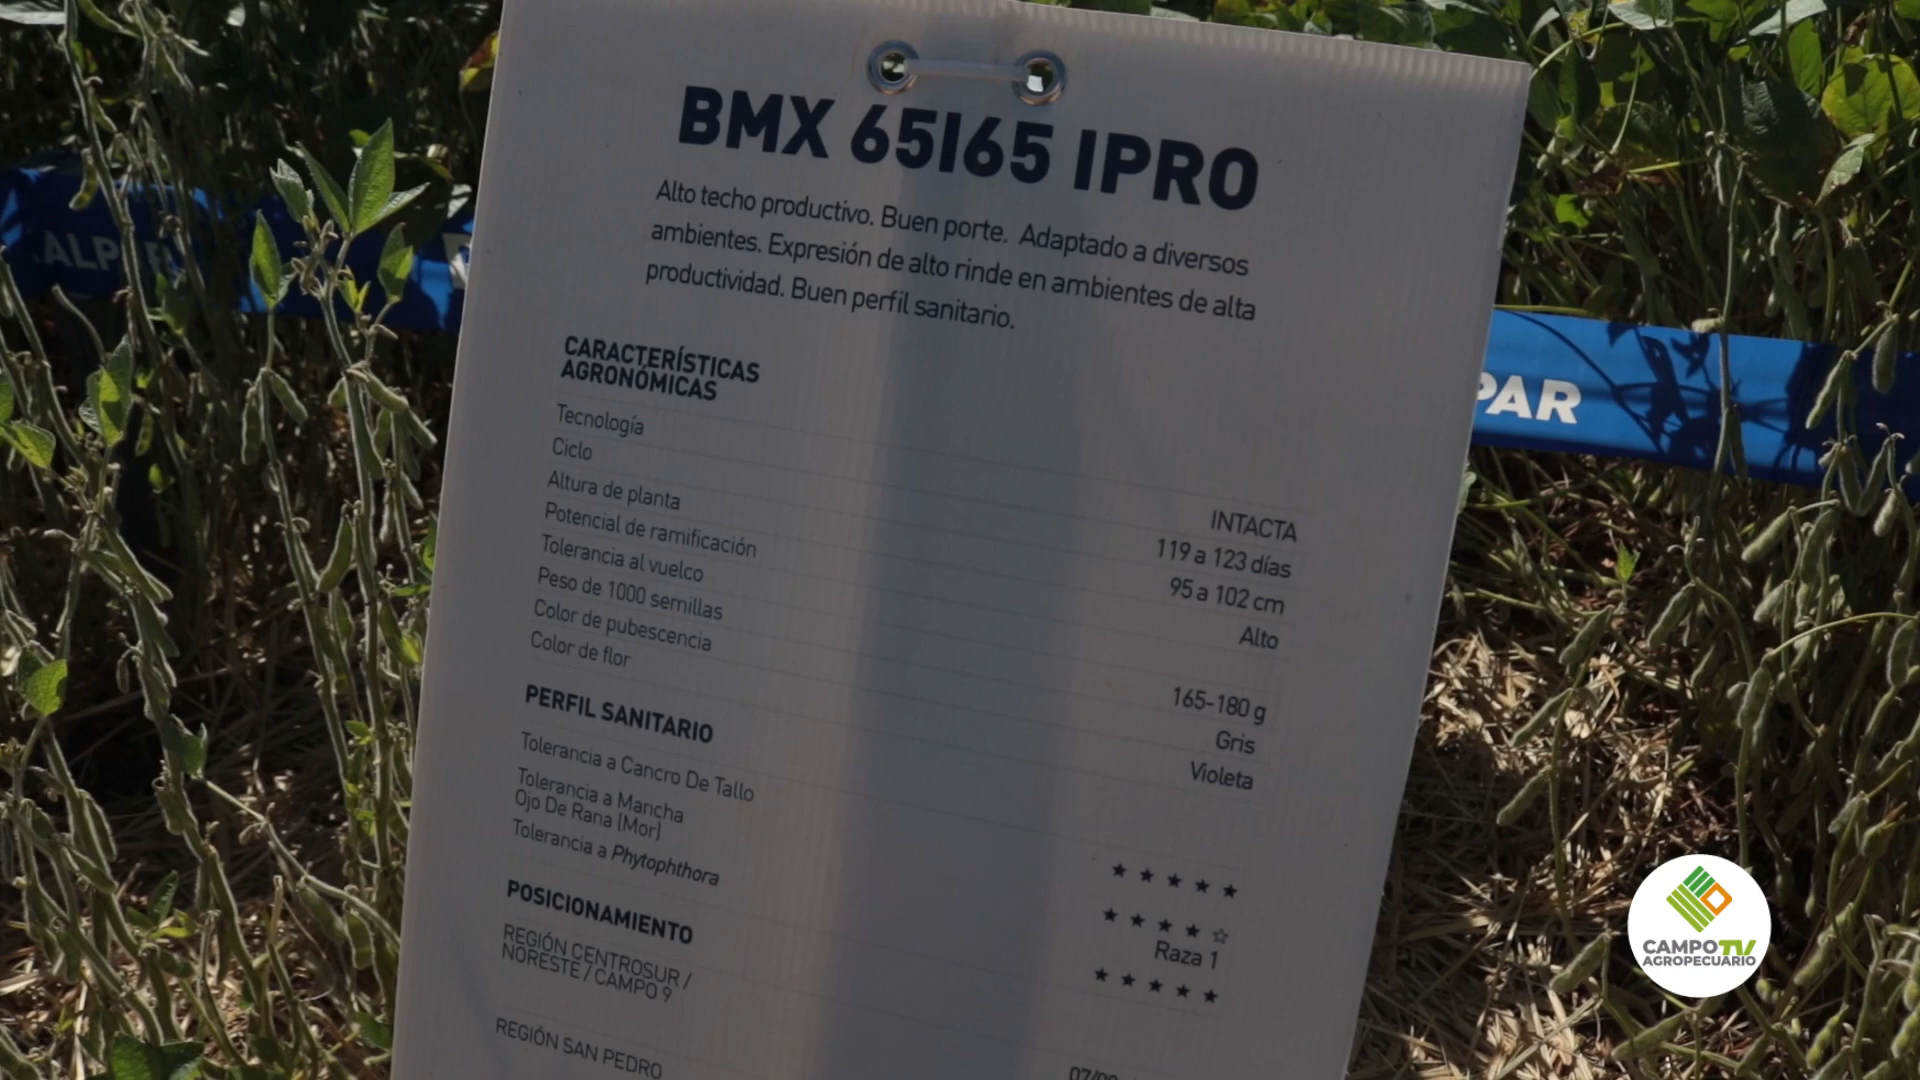 BMX 65I65 IPRO
Alto techo productivo. Buen porte. Adaptado a diversos
ambientes. Expresión de alto rinde en ambientes de alta
productividad. Buen perfil sanitario.
CARACTERÍSTICAS
AGRONÓMICAS
Tecnología INTACTA
Ciclo 119 a 123 días
Altura de planta 95 a 102 cm
Potencial de ramificación Alto
Tolerancia al vuelco
Peso de 1000 semillas 165-180 g
Color de pubescencia Gris
Color de flor Violeta
PERFIL SANITARIO
Tolerancia a Cancro De Tallo ★ ★ ★ ★ ★
Tolerancia a Mancha
Ojo De Rana (Mor) ★ ★ ★ ★ ☆
Raza 1
Tolerancia a Phytophthora ★ ★ ★ ★ ★
POSICIONAMIENTO
REGIÓN CENTROSUR /
NORESTE / CAMPO 9
REGIÓN SAN PEDRO
PAR
CAMPO TV
AGROPECUARIO